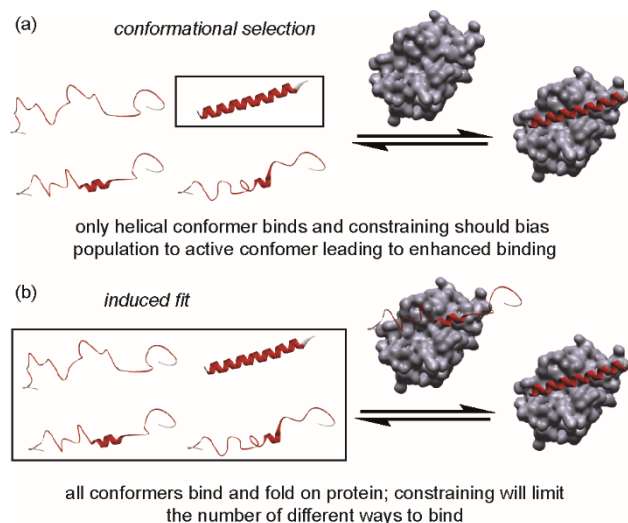 (a)
conformational selection
only helical conformer binds and constraining should bias
population to active confomer leading to enhanced binding
(b)
induced fit
all conformers bind and fold on protein; constraining will limit
the number of different ways to bind